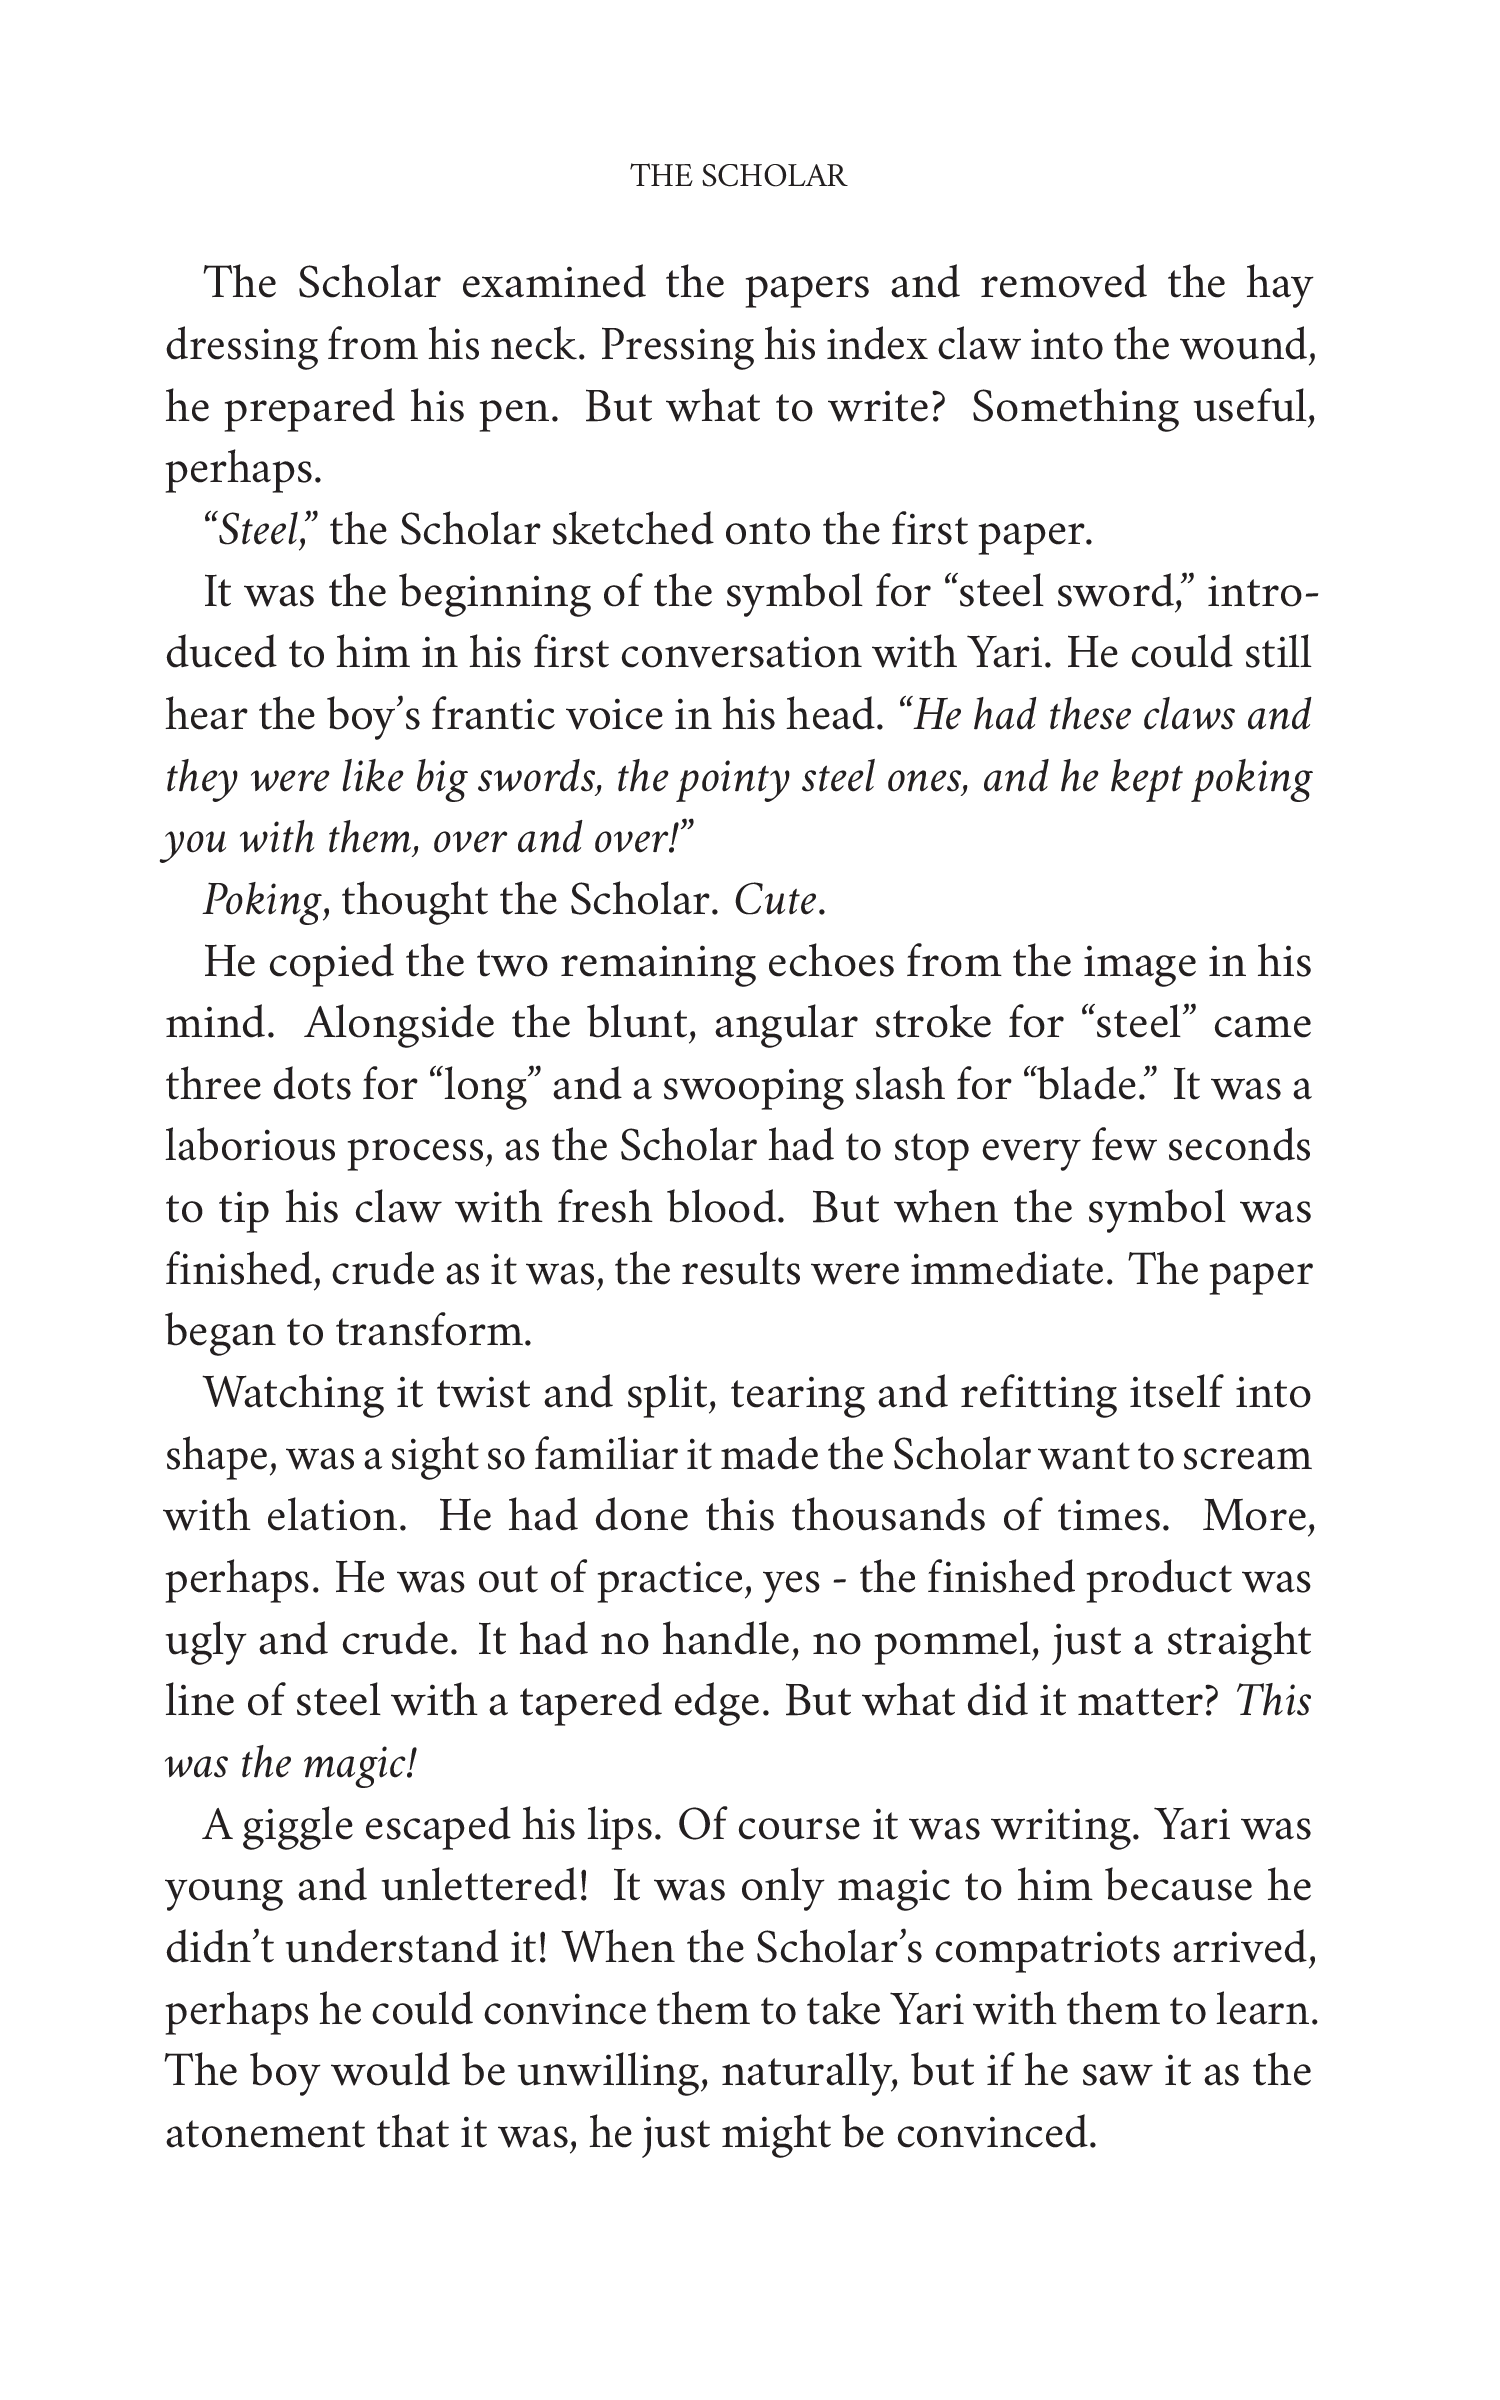 THE SCHOLAR
The Scholar examined the papers and removed the hay
dressing from his neck. Pressing his index claw into the wound,
he prepared his pen. But what to write? Something useful,
perhaps.
“Steel,” the Scholar sketched onto the first paper.
It was the beginning of the symbol for “steel sword,” intro-
duced to him in his first conversation with Yari. He could still
hear the boy’s frantic voice in his head. “He had these claws and
they were like big swords, the pointy steel ones, and he kept poking
you with them, over and over!”
Poking, thought the Scholar. Cute.
He copied the two remaining echoes from the image in his
mind. Alongside the blunt, angular stroke for “steel” came
three dots for “long” and a swooping slash for “blade.” It was a
laborious process, as the Scholar had to stop every few seconds
to tip his claw with fresh blood. But when the symbol was
finished, crude as it was, the results were immediate. The paper
began to transform.
Watching it twist and split, tearing and refitting itself into
shape, was a sight so familiar it made the Scholar want to scream
with elation. He had done this thousands of times. More,
perhaps. He was out of practice, yes - the finished product was
ugly and crude. It had no handle, no pommel, just a straight
line of steel with a tapered edge. But what did it matter? This
was the magic!
A giggle escaped his lips. Of course it was writing. Yari was
young and unlettered! It was only magic to him because he
didn’t understand it! When the Scholar’s compatriots arrived,
perhaps he could convince them to take Yari with them to learn.
The boy would be unwilling, naturally, but if he saw it as the
atonement that it was, he just might be convinced.